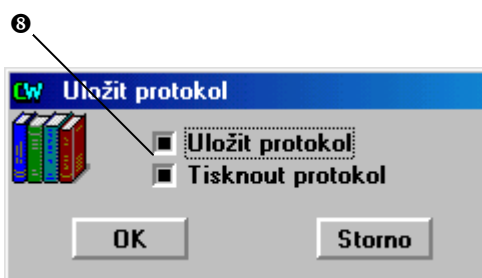 ❽
CW Uložit protokol
Uložit protokol
Tisknout protokol
OK Storno